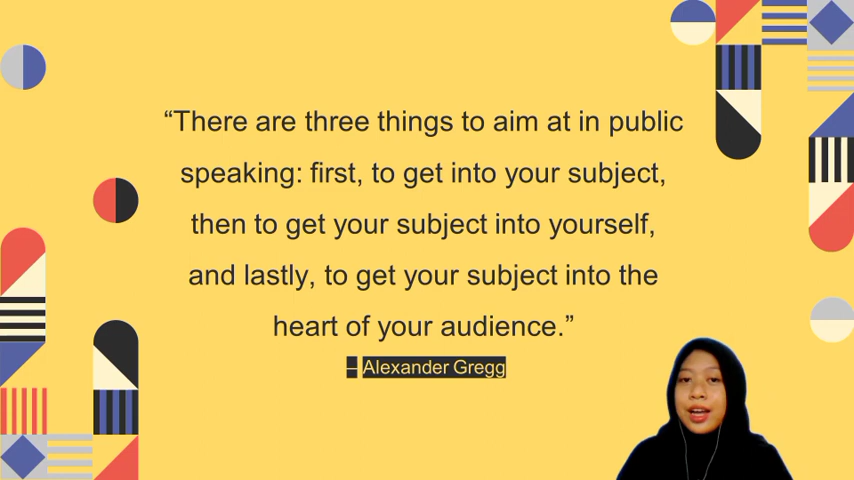 “There are three things to aim at in public
speaking: first, to get into your subject,
then to get your subject into yourself,
and lastly, to get your subject into the
heart of your audience.”
– Alexander Gregg